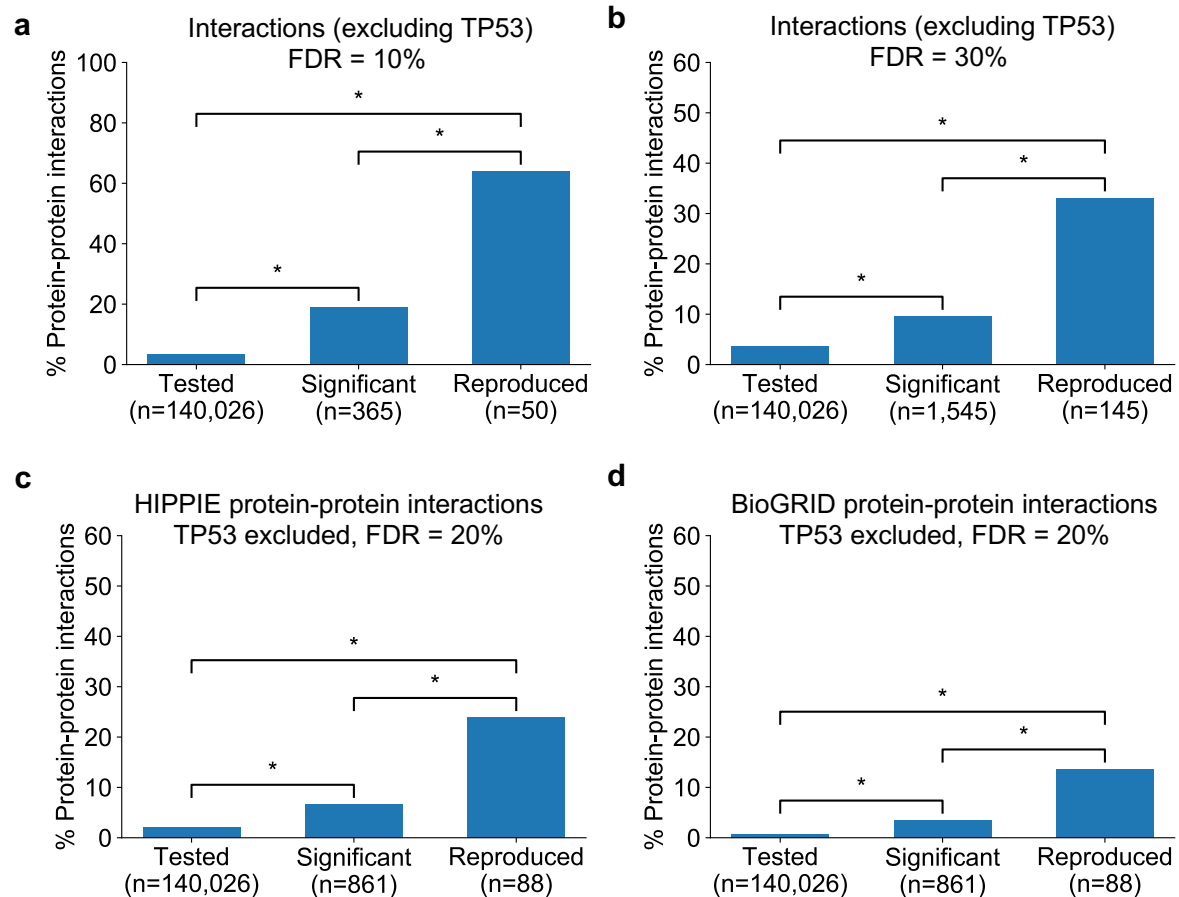 a
Interactions (excluding TP53)
FDR = 10%
% Protein-protein interactions
100
80
60
40
20
0
*
*
*
Tested
(n=140,026)
Significant
(n=365)
Reproduced
(n=50)
b
Interactions (excluding TP53)
FDR = 30%
% Protein-protein interactions
60
50
40
30
20
10
0
*
*
*
Tested
(n=140,026)
Significant
(n=1,545)
Reproduced
(n=145)
c
HIPPIE protein-protein interactions
TP53 excluded, FDR = 20%
% Protein-protein interactions
60
50
40
30
20
10
0
*
*
*
Tested
(n=140,026)
Significant
(n=861)
Reproduced
(n=88)
d
BioGRID protein-protein interactions
TP53 excluded, FDR = 20%
% Protein-protein interactions
60
50
40
30
20
10
0
*
*
*
Tested
(n=140,026)
Significant
(n=861)
Reproduced
(n=88)